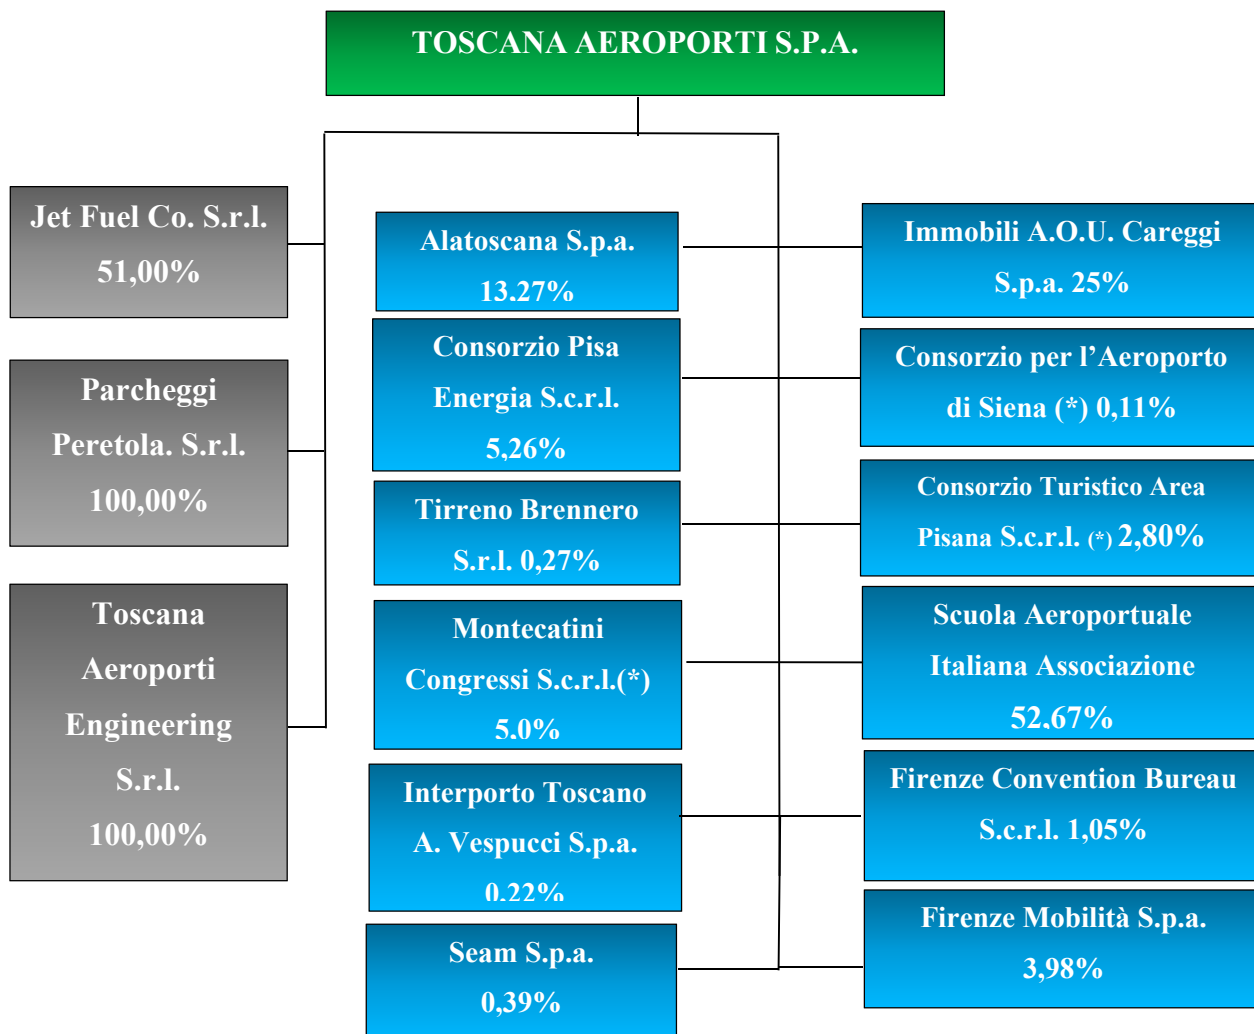 TOSCANA AEROPORTI S.P.A.
Jet Fuel Co. S.r.l.
51,00%
Parcheggi
Peretola. S.r.l.
100,00%
Toscana
Aeroporti
Engineering
S.r.l.
100,00%
Alatoscana S.p.a.
13,27%
Consorzio Pisa
Energia S.c.r.l.
5,26%
Tirreno Brennero
S.r.l. 0,27%
Montecatini
Congressi S.c.r.l.(*)
5,0%
Interporto Toscano
A. Vespucci S.p.a.
0,22%
Seam S.p.a.
0,39%
Immobili A.O.U. Careggi
S.p.a. 25%
Consorzio per l’Aeroporto
di Siena (*) 0,11%
Consorzio Turistico Area
Pisana S.c.r.l. (*) 2,80%
Scuola Aeroportuale
Italiana Associazione
52,67%
Firenze Convention Bureau
S.c.r.l. 1,05%
Firenze Mobilità S.p.a.
3,98%